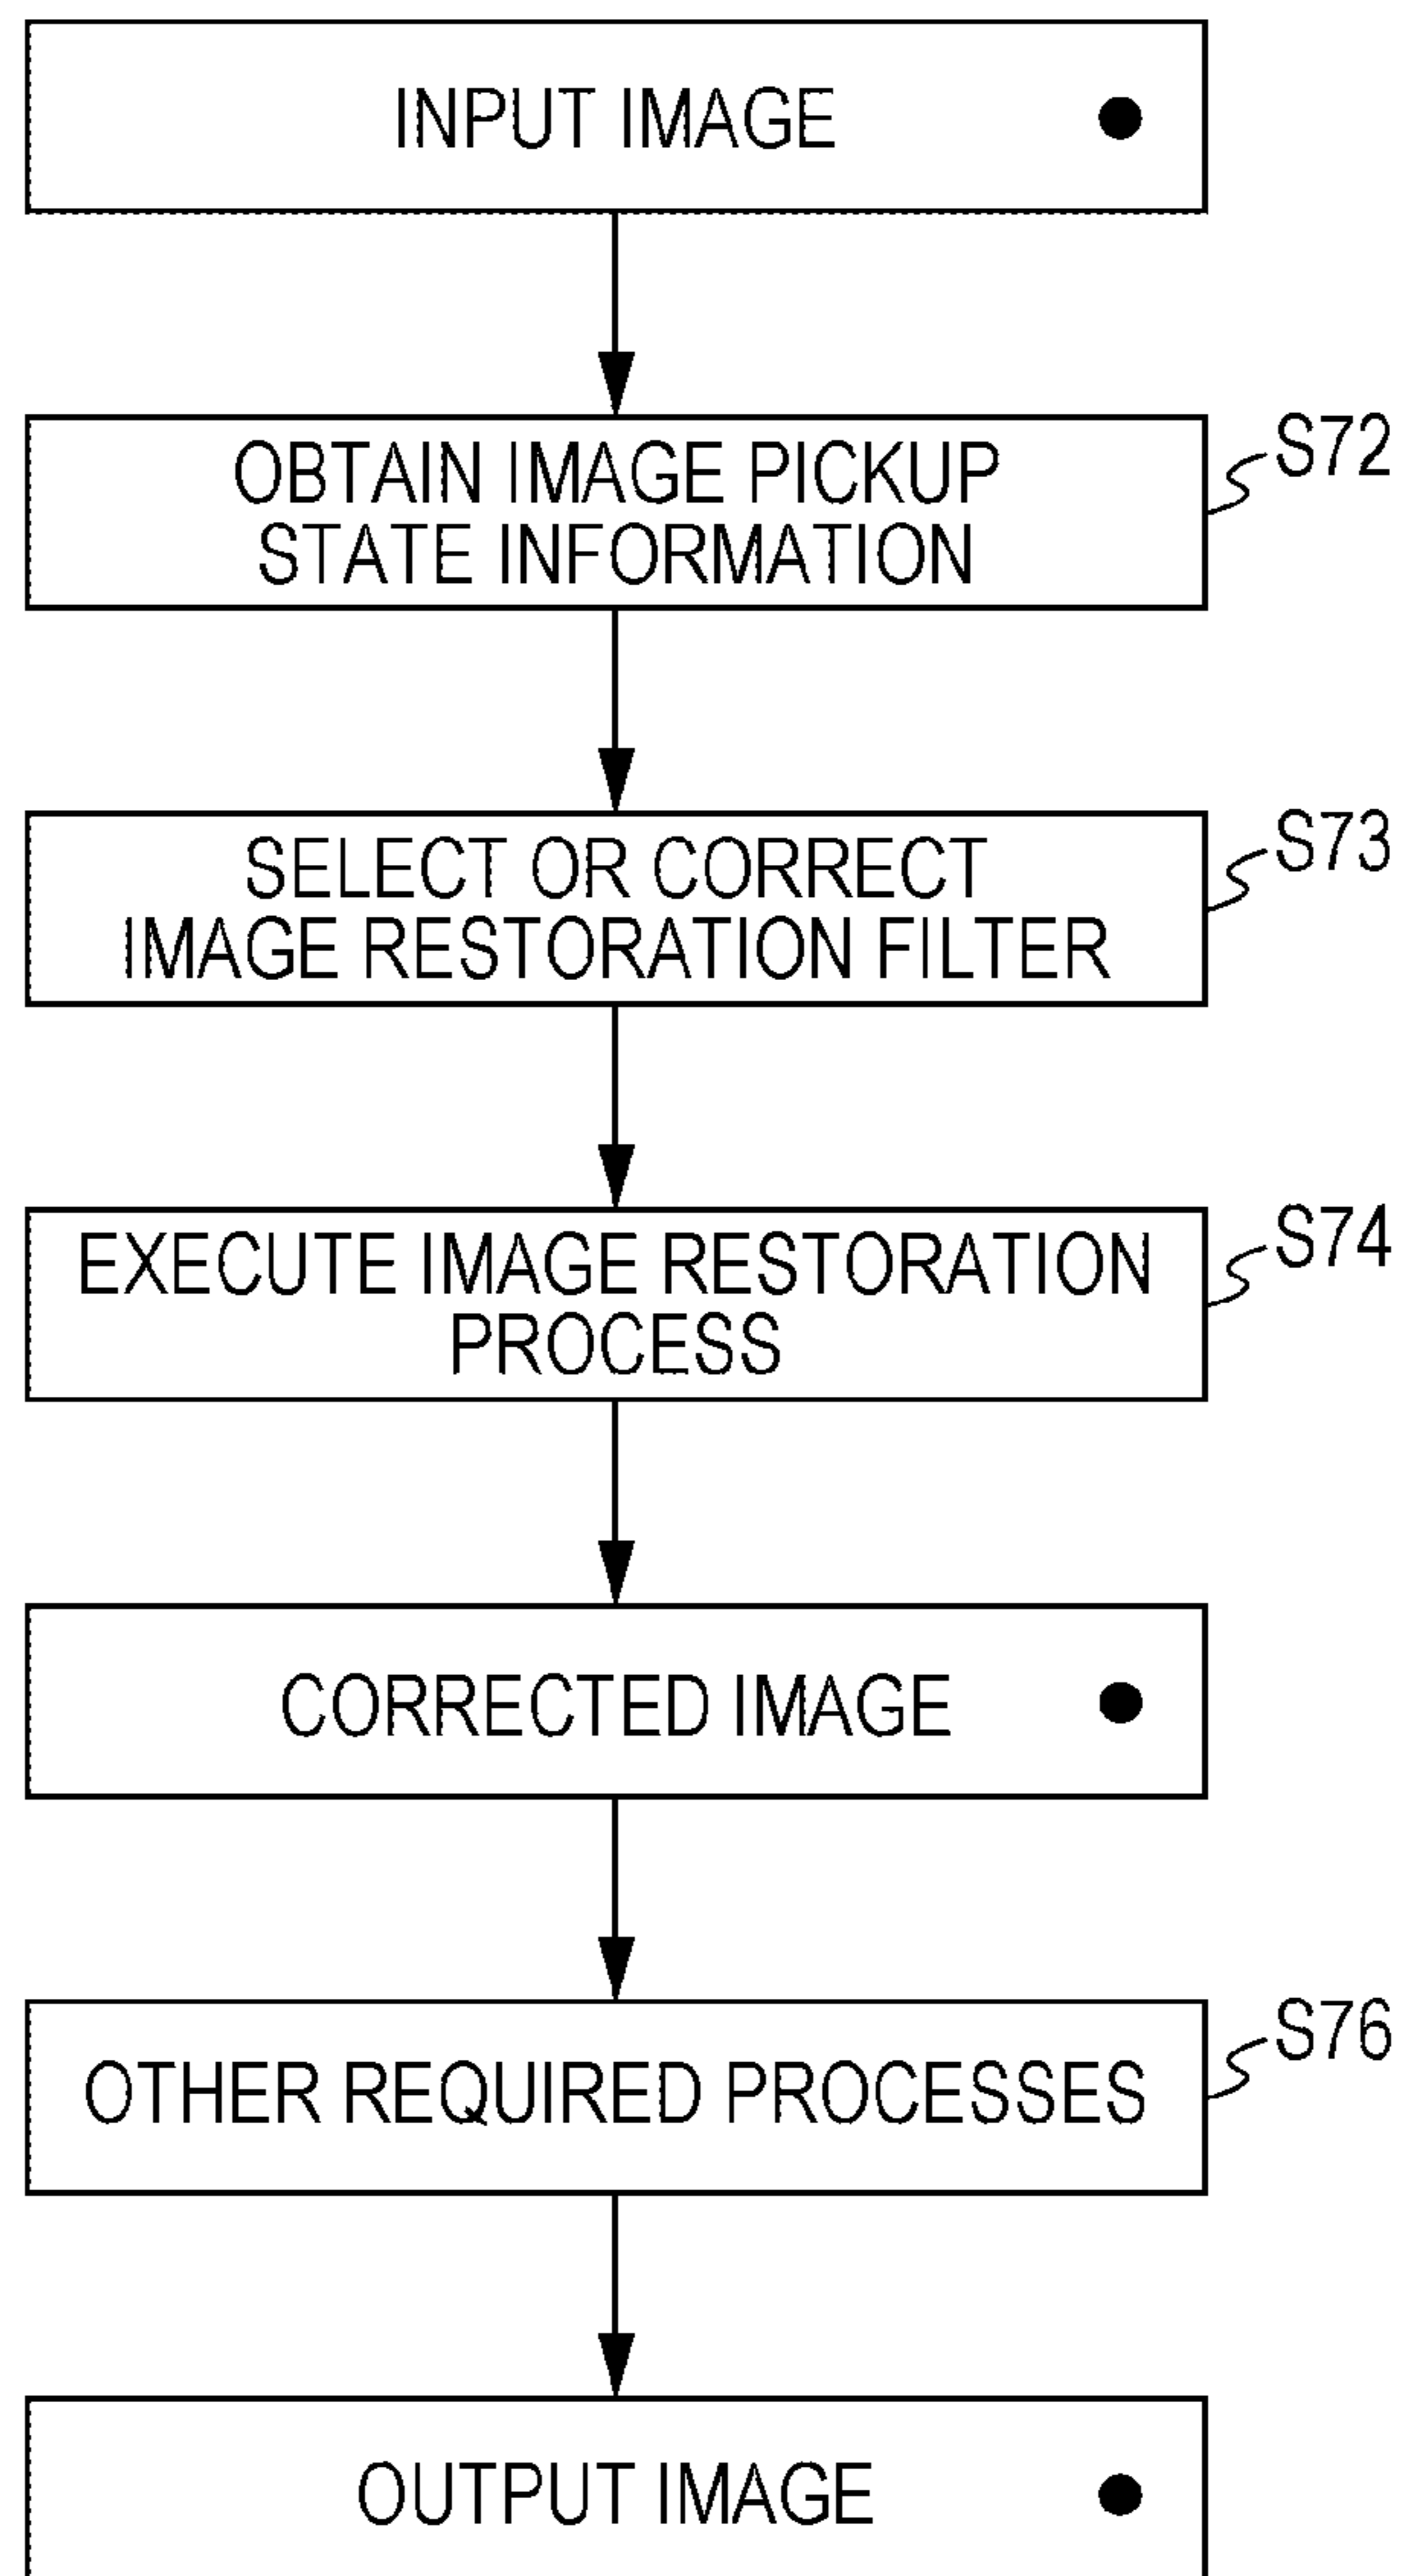 INPUT IMAGE
OBTAIN IMAGE PICKUP
STATE INFORMATION
S72
SELECT OR CORRECT
IMAGE RESTORATION FILTER
S73
EXECUTE IMAGE RESTORATION
PROCESS
S74
CORRECTED IMAGE
OTHER REQUIRED PROCESSES
S76
OUTPUT IMAGE